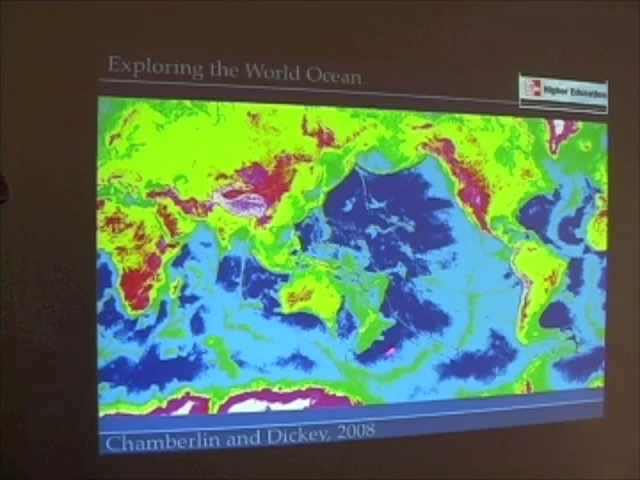 Exploring the World Ocean
Higher Education
Chamberlin and Dickey, 2008